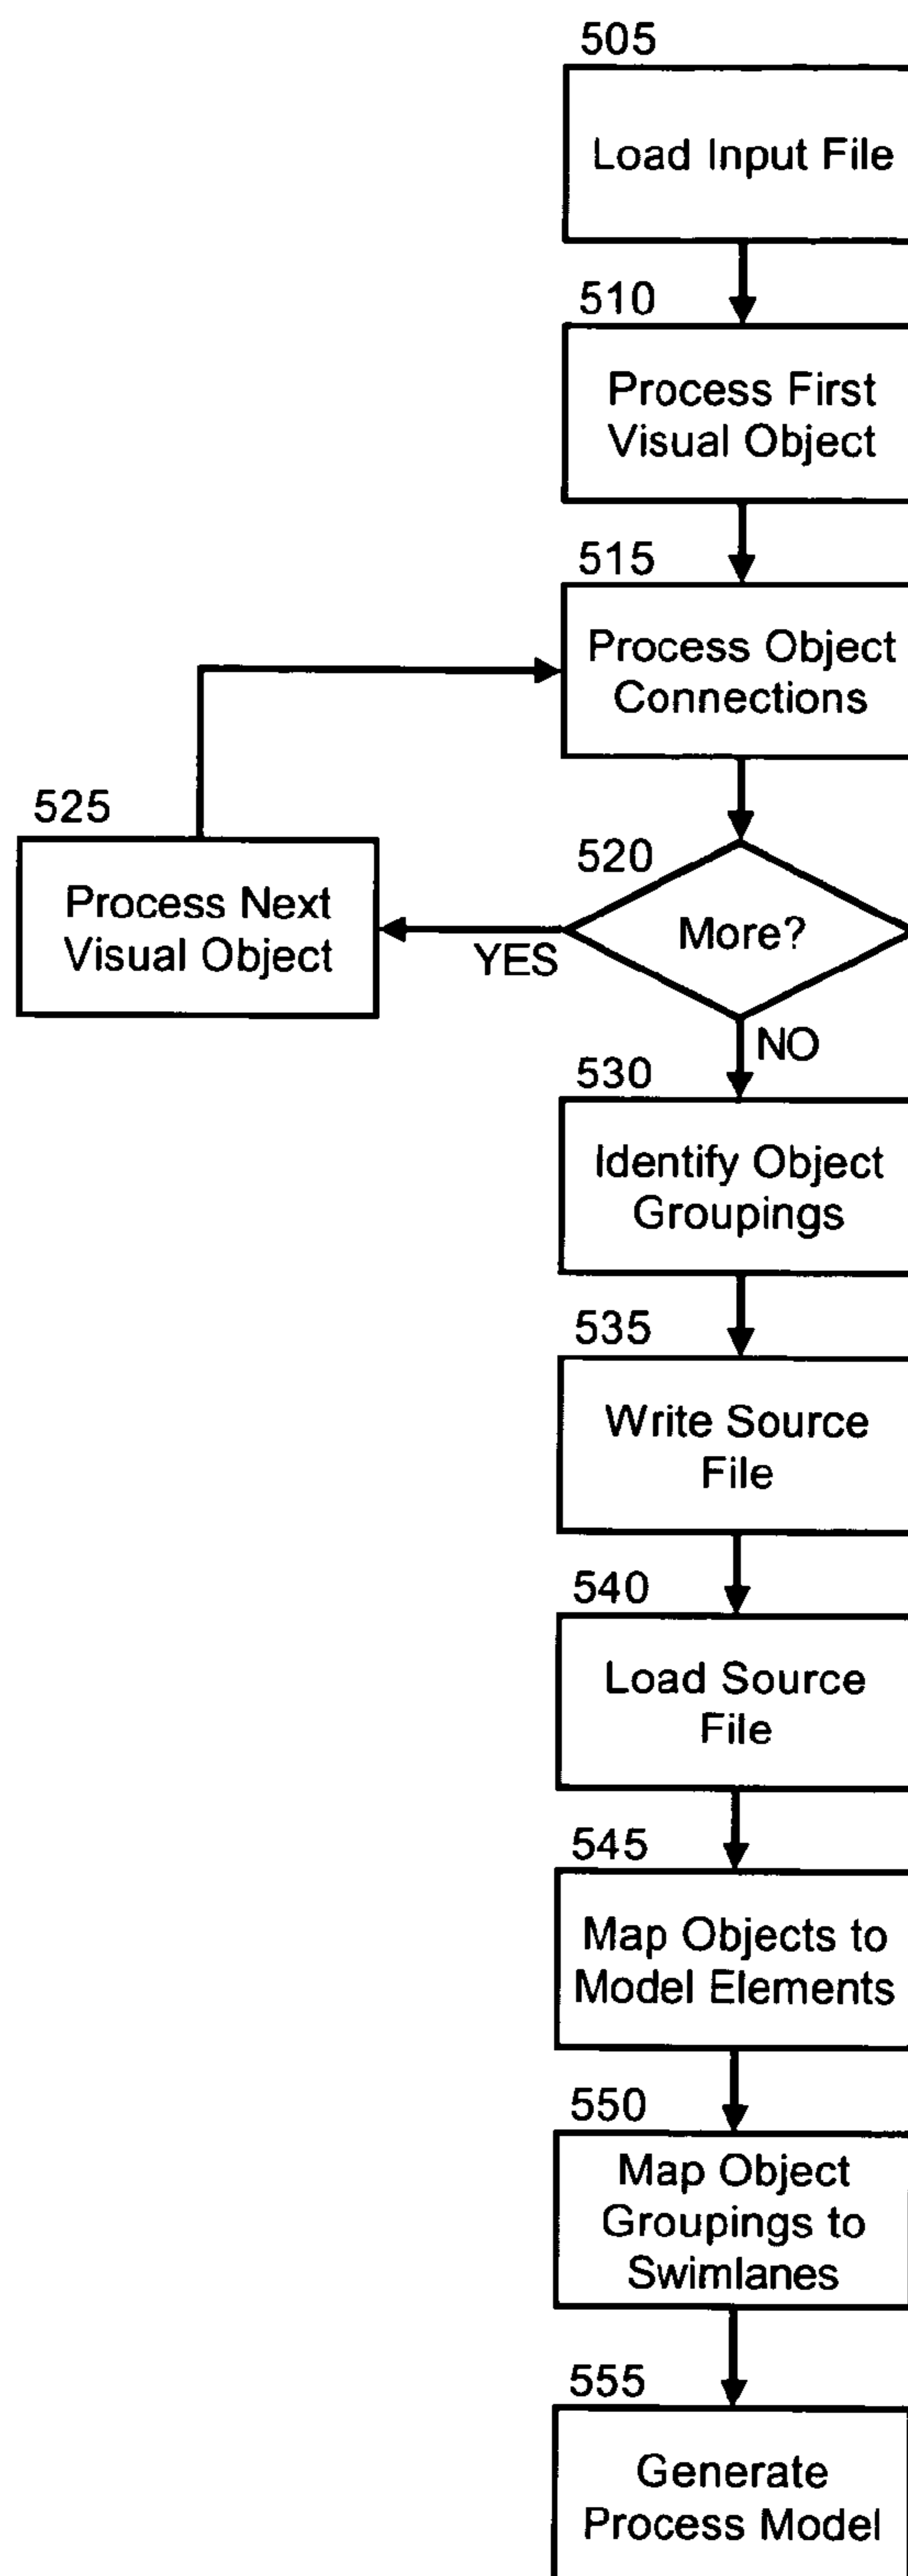 505
Load Input File
510
Process First
Visual Object
515
Process Object
Connections
525
Process Next
Visual Object
520
More?
YES
NO
530
Identify Object
Groupings
535
Write Source
File
540
Load Source
File
545
Map Objects to
Model Elements
550
Map Object
Groupings to
Swimlanes
555
Generate
Process Model